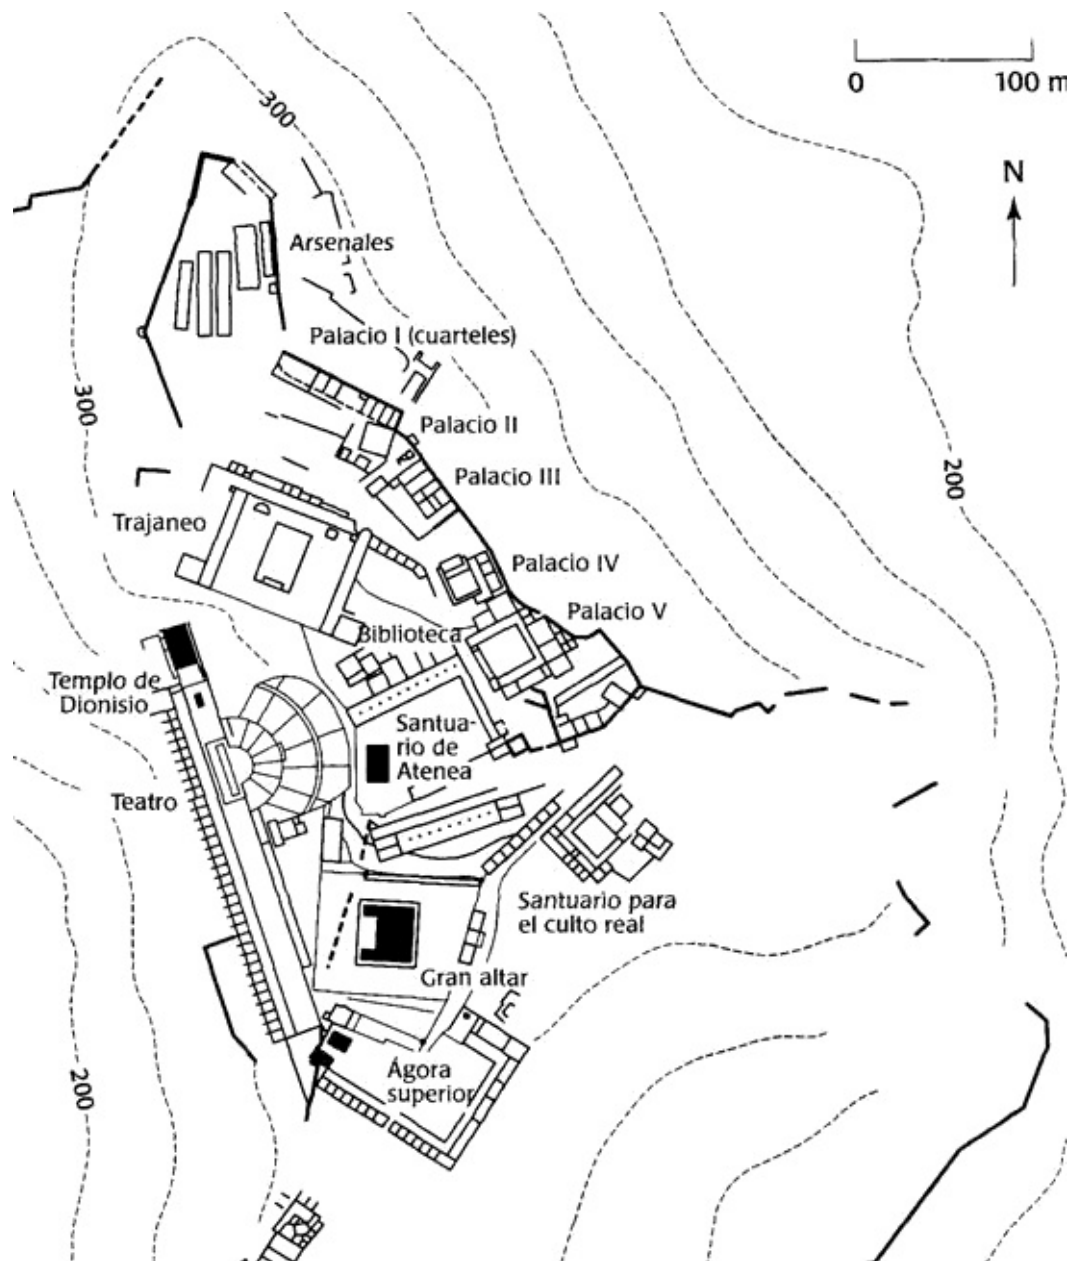 0 100 m
N
300
Arsenales
Palacio I (cuarteles)
300
Palacio II
Palacio III
200
Trajaneo
Palacio IV
Palacio V
Biblioteca
Templo de
Dionisio
Santua-
rio de
Atenea
Teatro
Santuario para
el culto real
Gran altar
Ágora
superior
200